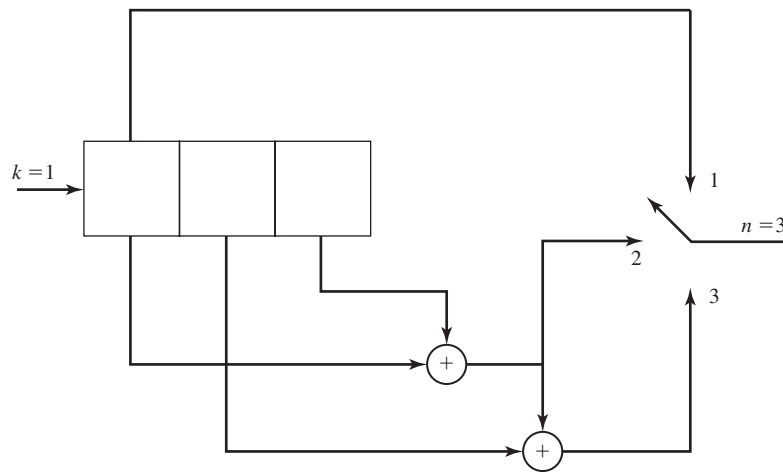 k = 1
1
n = 3
2
3
+
+